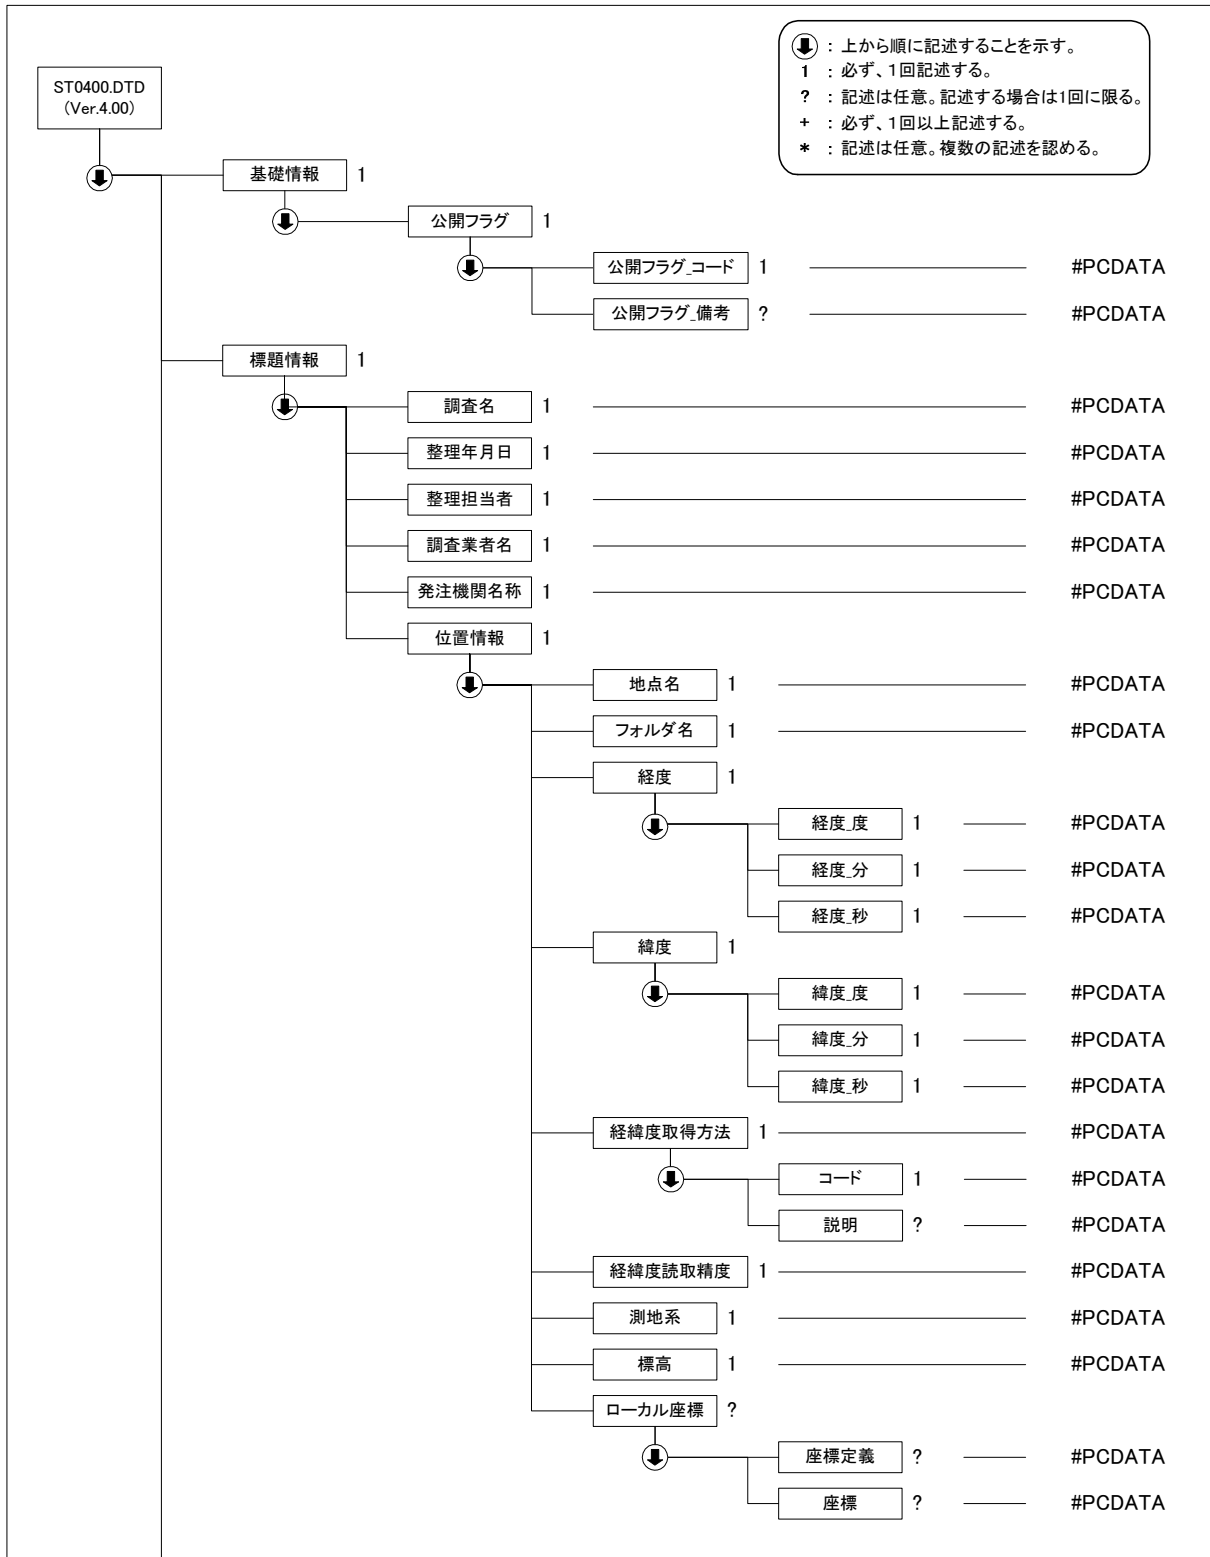 ：上から順に記述することを示す。
1 ：必ず、1回記述する。
? ：記述は任意。記述する場合は1回に限る。
+ ：必ず、1回以上記述する。
* ：記述は任意。複数の記述を認める。
ST0400.DTD
(Ver.4.00)
基礎情報 1
公開フラグ 1
公開フラグ_コード 1 #PCDATA
公開フラグ_備考 ? #PCDATA
標題情報 1
調査名 1 #PCDATA
整理年月日 1 #PCDATA
整理担当者 1 #PCDATA
調査業者名 1 #PCDATA
発注機関名称 1 #PCDATA
位置情報 1
地点名 1 #PCDATA
フォルダ名 1 #PCDATA
経度 1
経度_度 1 #PCDATA
経度_分 1 #PCDATA
経度_秒 1 #PCDATA
緯度 1
緯度_度 1 #PCDATA
緯度_分 1 #PCDATA
緯度_秒 1 #PCDATA
経緯度取得方法 1 #PCDATA
コード 1 #PCDATA
説明 ? #PCDATA
経緯度読取精度 1 #PCDATA
測地系 1 #PCDATA
標高 1 #PCDATA
ローカル座標 ?
座標定義 ? #PCDATA
座標 ? #PCDATA